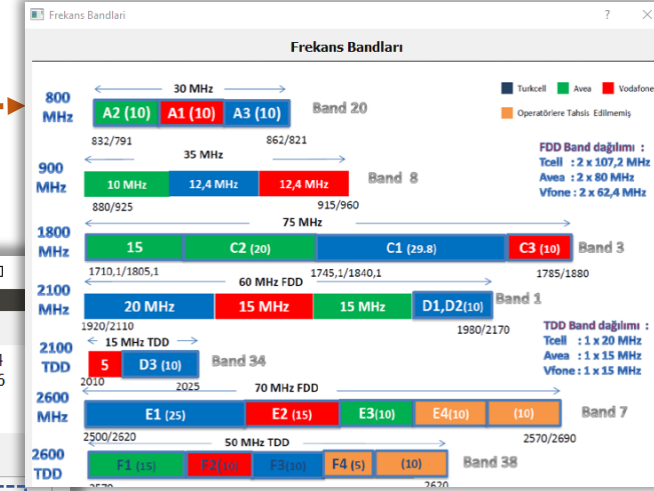 Frekans Bandlari
Frekans Bandları
Turkcell Avea Vodafone
Operatörlere Tahsis Edilmemiş
800 MHz
30 MHz
A2 (10) A1 (10) A3 (10) Band 20
832/791 862/821
FDD Band dağılımı :
Tcell : 2 x 107,2 MHz
Avea : 2 x 80 MHz
Vfone : 2 x 62,4 MHz
900 MHz
35 MHz
10 MHz 12,4 MHz 12,4 MHz Band 8
880/925 915/960
1800 MHz
75 MHz
15 C2 (20) C1 (29.8) C3 (10) Band 3
1710,1/1805,1 1745,1/1840,1 1785/1880
2100 MHz
60 MHz FDD
20 MHz 15 MHz 15 MHz D1,D2(10) Band 1
1920/2110 1980/2170
TDD Band dağılımı :
Tcell : 1 x 20 MHz
Avea : 1 x 15 MHz
Vfone : 1 x 15 MHz
2100 TDD
15 MHz TDD
5 D3 (10) Band 34
2010 2025
2600 MHz
70 MHz FDD
E1 (25) E2 (15) E3(10) E4(10) (10) Band 7
2500/2620 2570/2690
2600 TDD
50 MHz TDD
F1 (15) F2(10) F3(10) F4 (5) (10) Band 38
2570 2620